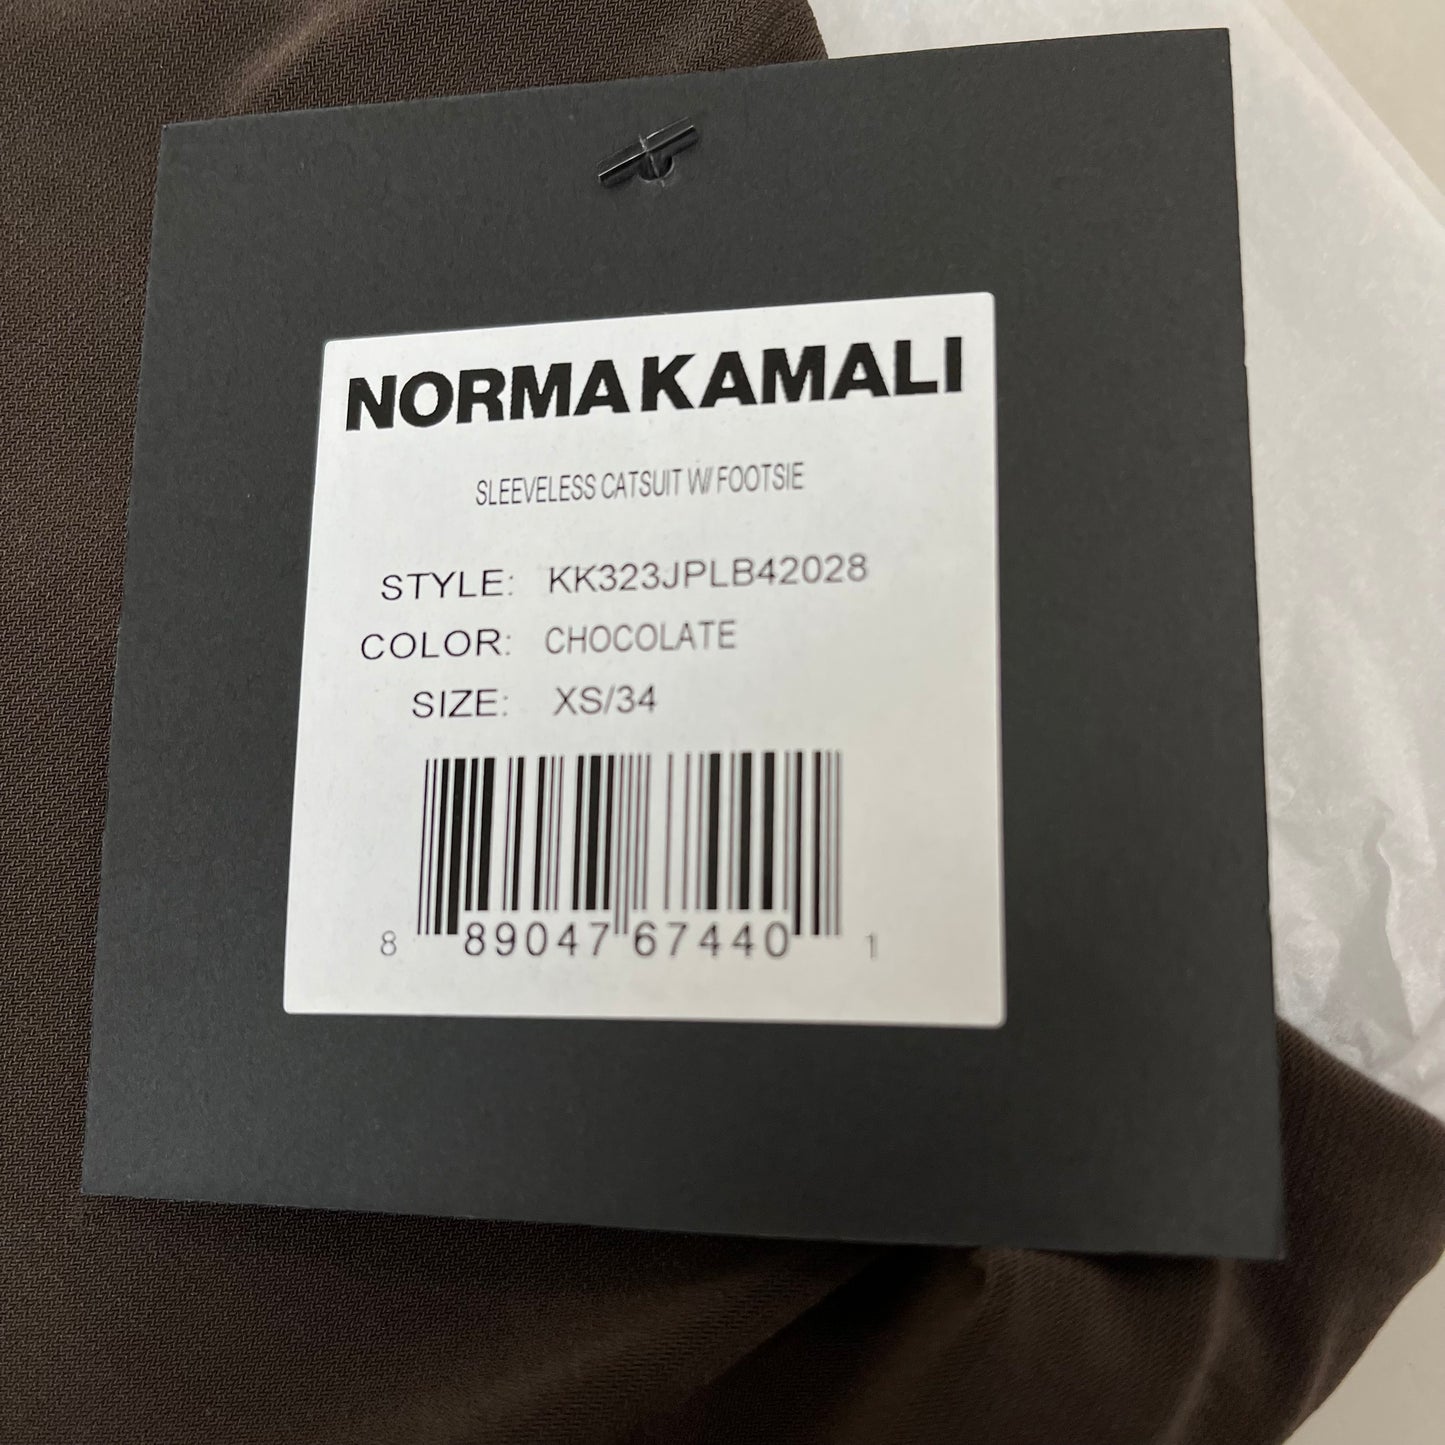 NORMA KAMALI
SLEEVELESS CATSUIT W/ FOOTSIE
STYLE: KK323JPLB42028
COLOR: CHOCOLATE
SIZE: XS/34
8 89047 67440 1